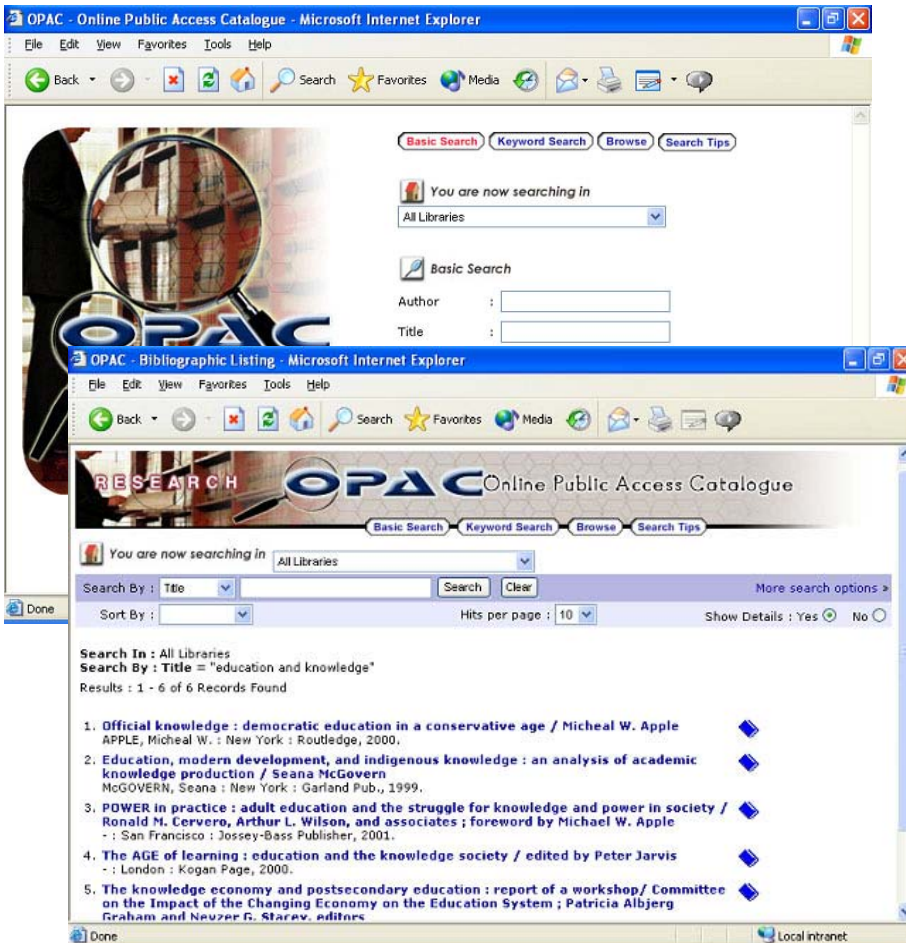 OPAC - Online Public Access Catalogue - Microsoft Internet Explorer
File Edit View Favorites Tools Help
Back Search Favorites Media
Basic Search Keyword Search Browse Search Tips
You are now searching in
All Libraries
Basic Search
Author :
Title :
OPAC
Done
OPAC - Bibliographic Listing - Microsoft Internet Explorer
File Edit View Favorites Tools Help
Back Search Favorites Media
RESEARCH OPAC Online Public Access Catalogue
Basic Search Keyword Search Browse Search Tips
You are now searching in All Libraries
Search By : Title Search Clear More search options »
Sort By : Hits per page : 10 Show Details : Yes No
Search In : All Libraries
Search By : Title = "education and knowledge"
Results : 1 - 6 of 6 Records Found
1. Official knowledge : democratic education in a conservative age / Micheal W. Apple
APPLE, Micheal W. : New York : Routledge, 2000.
2. Education, modern development, and indigenous knowledge : an analysis of academic
knowledge production / Seana McGovern
McGOVERN, Seana : New York : Garland Pub., 1999.
3. POWER in practice : adult education and the struggle for knowledge and power in society /
Ronald M. Cervero, Arthur L. Wilson, and associates ; foreword by Michael W. Apple
- : San Francisco : Jossey-Bass Publisher, 2001.
4. The AGE of learning : education and the knowledge society / edited by Peter Jarvis
- : London : Kogan Page, 2000.
5. The knowledge economy and postsecondary education : report of a workshop/ Committee
on the Impact of the Changing Economy on the Education System ; Patricia Albjerg
Graham and Nevzer G. Stacey, editors
Done Local intranet